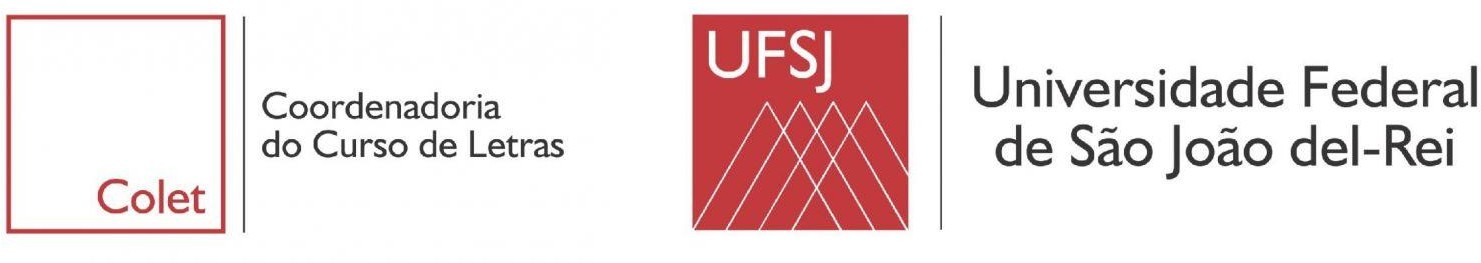 Colet
Coordenadoria
do Curso de Letras
UFSJ
Universidade Federal
de São João del-Rei